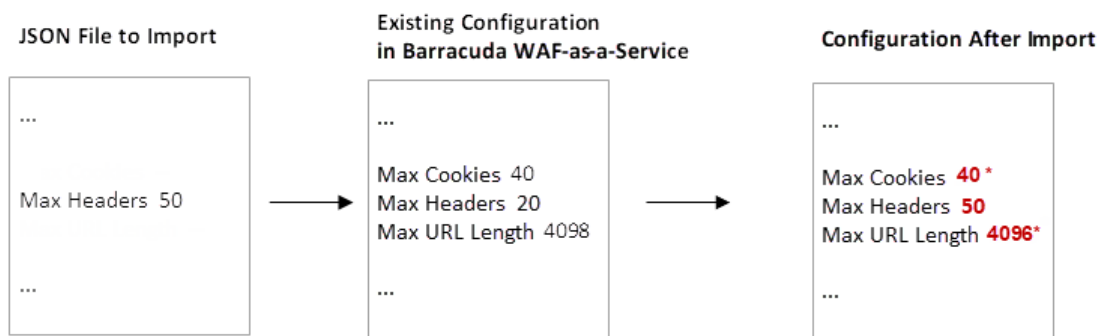 JSON File to Import
...
Max Headers 50
...
Existing Configuration
in Barracuda WAF-as-a-Service
...
Max Cookies 40
Max Headers 20
Max URL Length 4098
...
Configuration After Import
...
Max Cookies 40 *
Max Headers 50
Max URL Length 4096*
...